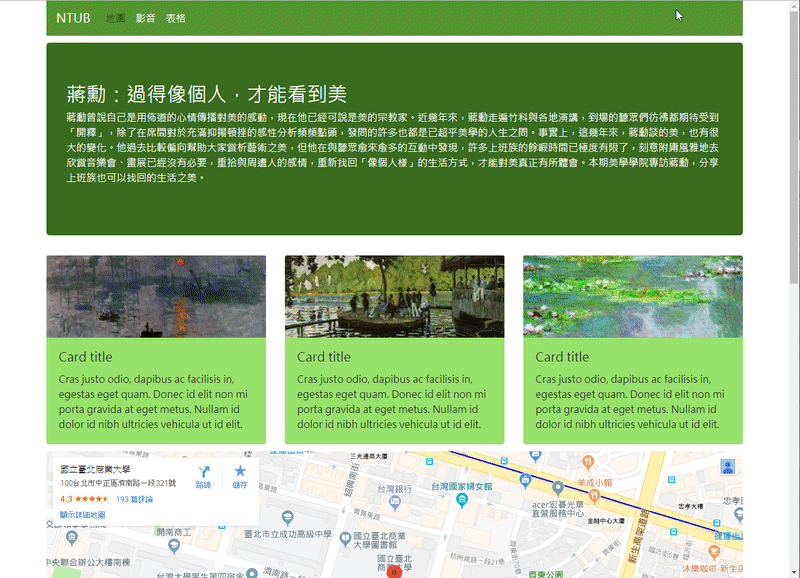 NTUB 地圖 影音 表格
蔣勳：過得像個人，才能看到美
蔣勳曾說自己是用佈道的心情傳播對美的感動，現在他已經可說是美的宗教家。近幾年來，蔣勳走遍竹科與各地演講，到場的聽眾們彷彿都期待受到
「開釋」，除了在席間對於充滿抑揚頓挫的感性分析頻頻點頭，發問的許多也都是已超乎美學的人生之問。事實上，這幾年來，蔣勳談的美，也有很
大的變化。他過去比較偏向幫助大家賞析藝術之美，但他在與聽眾愈來愈多的互動中發現，許多上班族的餘暇時間已極度有限了，刻意附庸風雅地去
欣賞音樂會、畫展已經沒有必要，重拾與周遭人的感情，重新找回「像個人樣」的生活方式，才能對美真正有所體會。本期美學學院專訪蔣勳，分享
上班族也可以找回的生活之美。
Card title
Cras justo odio, dapibus ac facilisis in,
egestas eget quam. Donec id elit non mi
porta gravida at eget metus. Nullam id
dolor id nibh ultricies vehicula ut id elit.
Card title
Cras justo odio, dapibus ac facilisis in,
egestas eget quam. Donec id elit non mi
porta gravida at eget metus. Nullam id
dolor id nibh ultricies vehicula ut id elit.
Card title
Cras justo odio, dapibus ac facilisis in,
egestas eget quam. Donec id elit non mi
porta gravida at eget metus. Nullam id
dolor id nibh ultricies vehicula ut id elit.
國立臺北商業大學
100台北市中正區濟南路一段321號
4.3 193 篇評論
顯示詳細地圖
路線
儲存
三光通商大廈
紹興南街
台灣銀行
台灣國家婦女館
羊成小館
acer宏碁光華
直營服務中心
金融中心大廈
忠孝大樓
開南商工
臺北市立成功高級中學
國立臺北商業
大學圖書館
國立臺北商
杭州南路一段21巷
新生高架道路
臨沂街
中央聯合辦公大樓南棟
齊東公園
沐樂咖啡-新生店